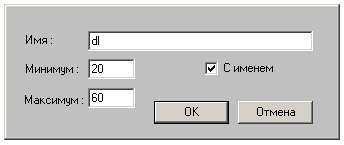 Имя : dl
Минимум : 20 С именем
Максимум : 60
OK Отмена